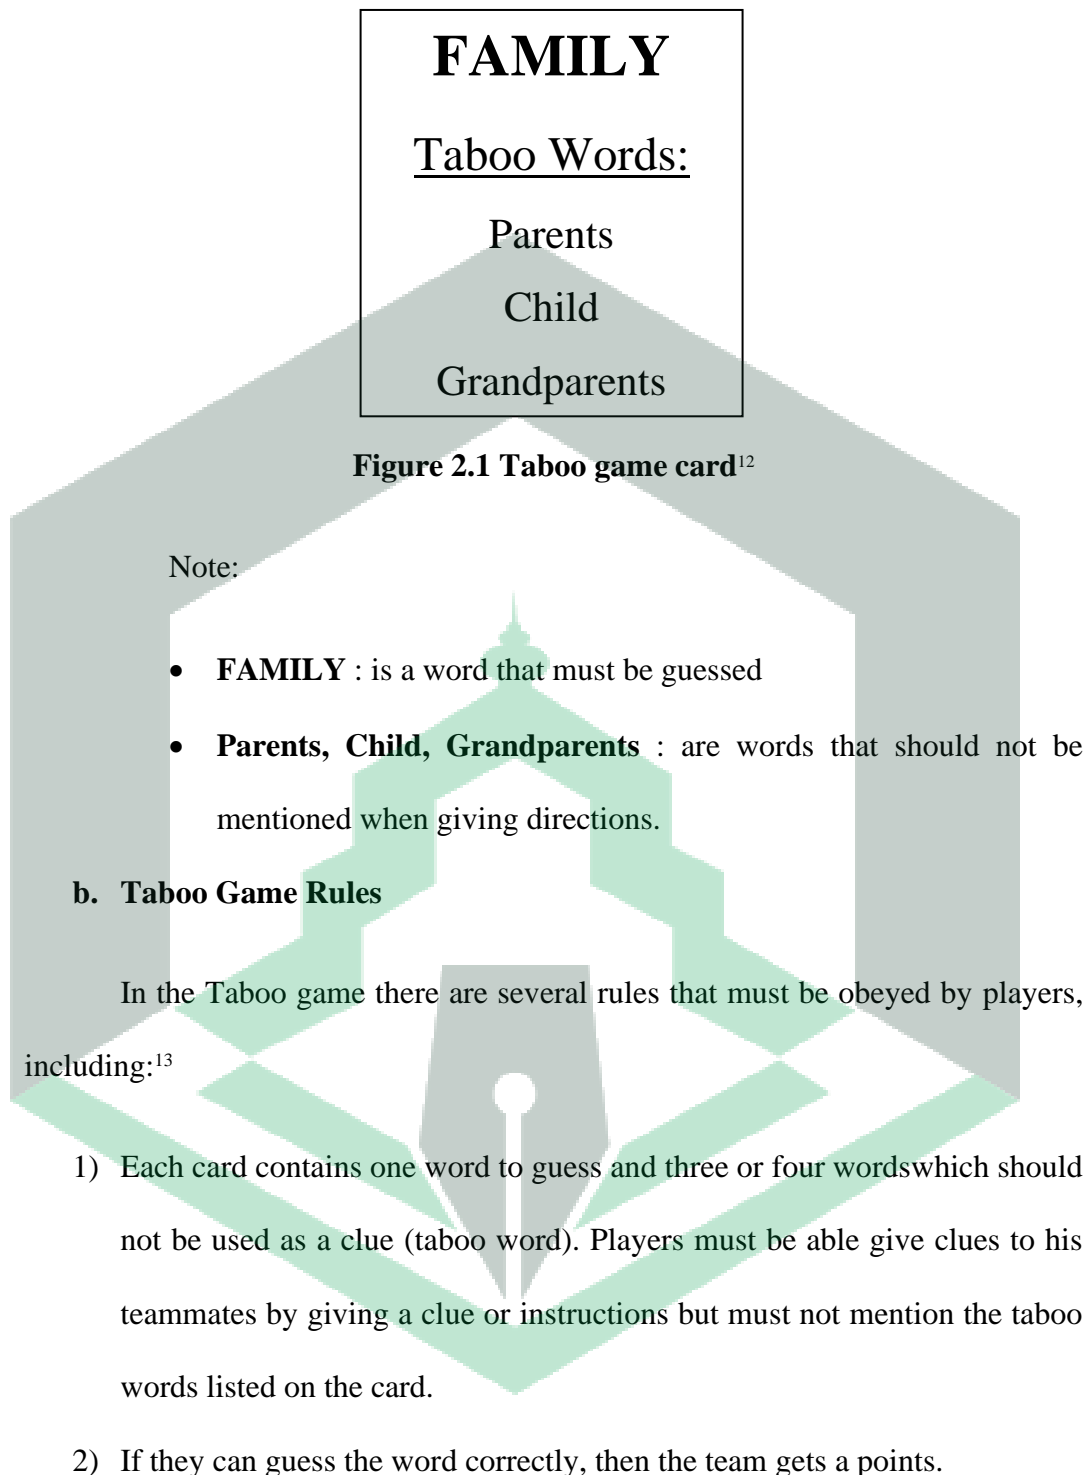 FAMILY
Taboo Words:
Parents
Child
Grandparents
Figure 2.1 Taboo game card12
Note:
• FAMILY : is a word that must be guessed
• Parents, Child, Grandparents : are words that should not be
mentioned when giving directions.
b. Taboo Game Rules
In the Taboo game there are several rules that must be obeyed by players,
including:13
1) Each card contains one word to guess and three or four wordswhich should
not be used as a clue (taboo word). Players must be able give clues to his
teammates by giving a clue or instructions but must not mention the taboo
words listed on the card.
2) If they can guess the word correctly, then the team gets a points.